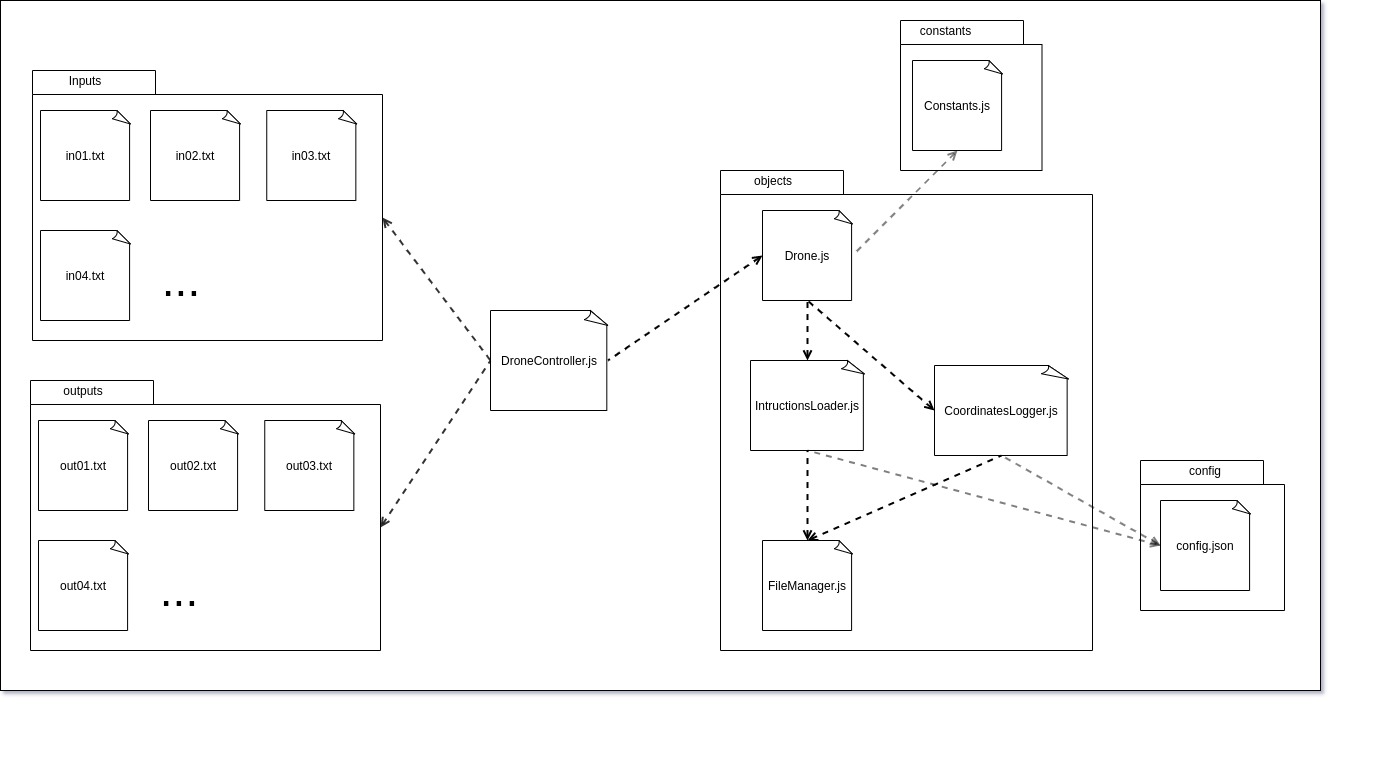 constants
Constants.js
Inputs
in01.txt
in02.txt
in03.txt
in04.txt
...
objects
Drone.js
DroneController.js
IntructionsLoader.js
CoordinatesLogger.js
outputs
out01.txt
out02.txt
out03.txt
out04.txt
...
FileManager.js
config
config.json